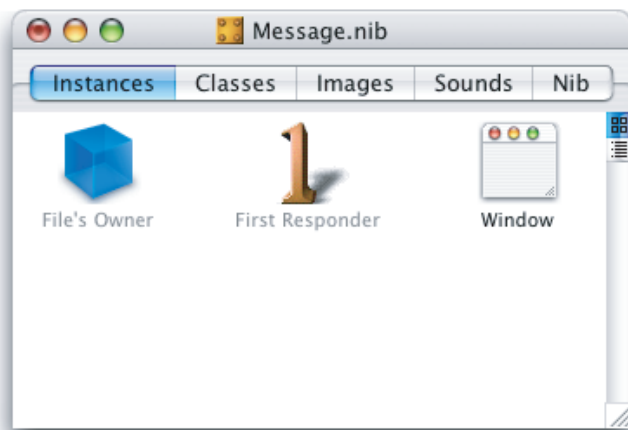 Message.nib
Instances Classes Images Sounds Nib
File's Owner First Responder Window